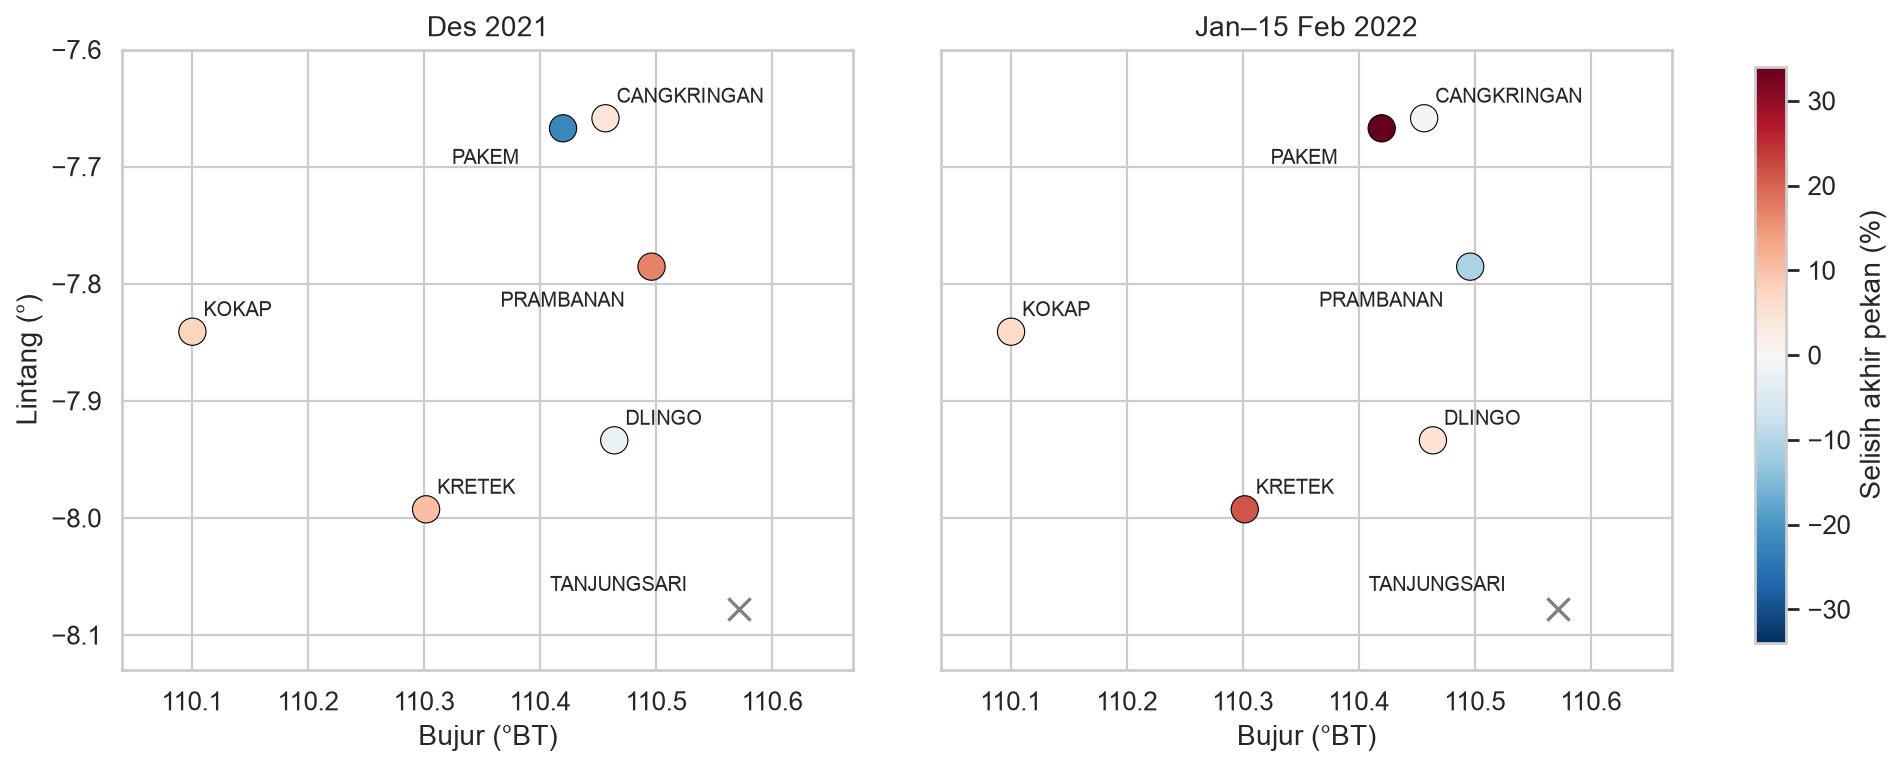 Des 2021
−7.6
−7.7
−7.8
−7.9
−8.0
−8.1
Lintang (°)
CANGKRINGAN
PAKEM
PRAMBANAN
KOKAP
DLINGO
KRETEK
TANJUNGSARI
110.1 110.2 110.3 110.4 110.5 110.6
Bujur (°BT)
Jan–15 Feb 2022
CANGKRINGAN
PAKEM
PRAMBANAN
KOKAP
DLINGO
KRETEK
TANJUNGSARI
110.1 110.2 110.3 110.4 110.5 110.6
Bujur (°BT)
30
20
10
0
−10
−20
−30
Selisih akhir pekan (%)